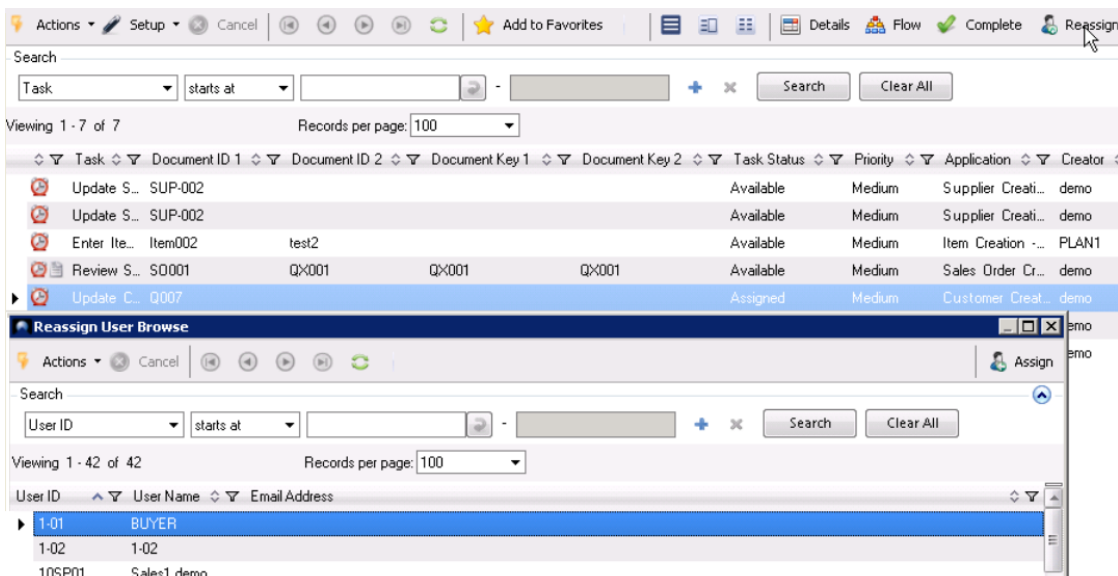 Actions Setup Cancel Add to Favorites Details Flow Complete Reassign
Search
Task starts at - Search Clear All
Viewing 1 - 7 of 7 Records per page: 100
Task Document ID 1 Document ID 2 Document Key 1 Document Key 2 Task Status Priority Application Creator
Update S... SUP-002 Available Medium Supplier Creati... demo
Update S... SUP-002 Available Medium Supplier Creati... demo
Enter Ite... Item002 test2 Available Medium Item Creation -... PLAN1
Review S... SO001 QX001 QX001 QX001 Available Medium Sales Order Cr... demo
Update C... Q007 Assigned Medium Customer Creat... demo
Reassign User Browse emo
Actions Cancel Assign emo
Search
User ID starts at - Search Clear All
Viewing 1 - 42 of 42 Records per page: 100
User ID User Name Email Address
1-01 BUYER
1-02 1-02
10SP01 Sales1 demo